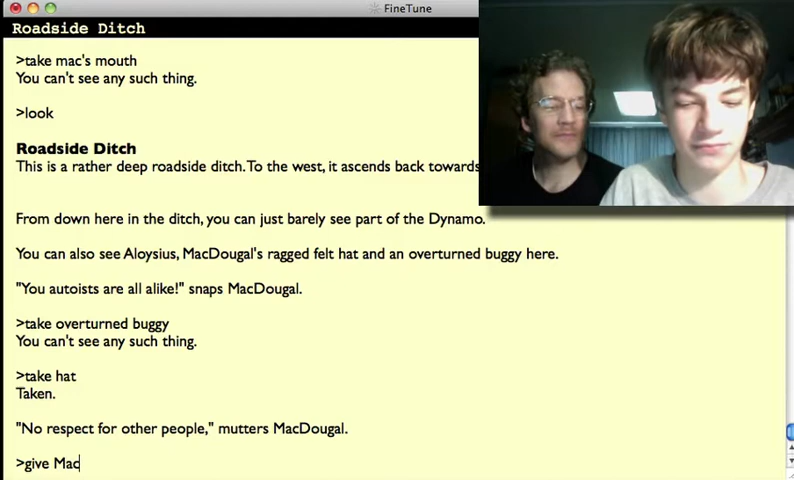 FineTune
Roadside Ditch
>take mac's mouth
You can't see any such thing.
>look
Roadside Ditch
This is a rather deep roadside ditch. To the west, it ascends back towards
From down here in the ditch, you can just barely see part of the Dynamo.
You can also see Aloysius, MacDougal's ragged felt hat and an overturned buggy here.
"You autoists are all alike!" snaps MacDougal.
>take overturned buggy
You can't see any such thing.
>take hat
Taken.
"No respect for other people," mutters MacDougal.
>give Mac